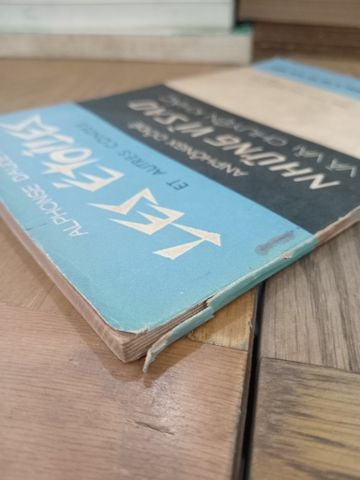 ALPHONSE DAUDET
LES ÉTOILES
ET AUTRES CONTES
NHỮNG VÌ SAO
VÀ VÀI CHUYỆN KHÁC